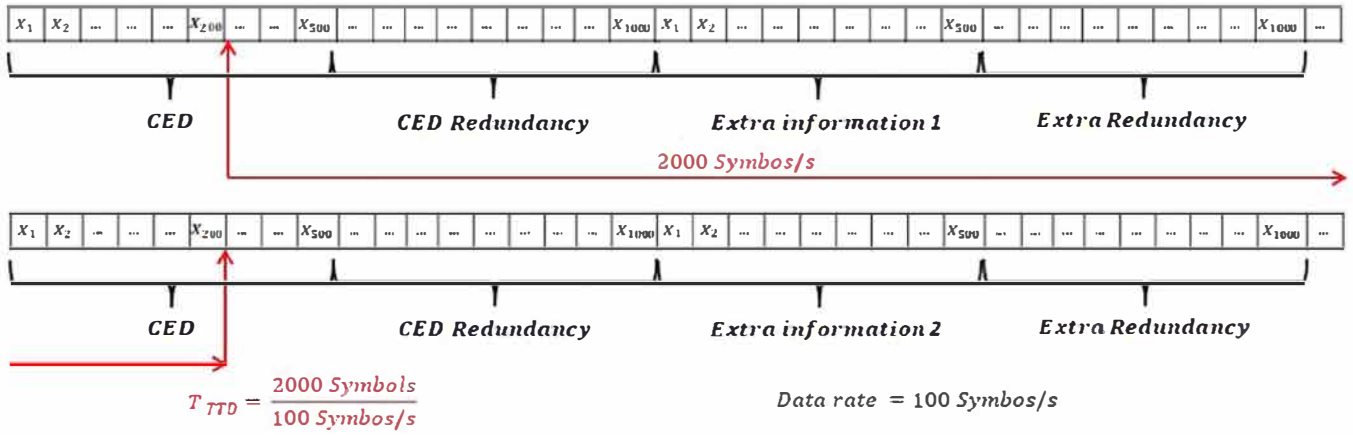 X1 X2 ... ... ... X200 ... ... X500 ... ... ... ... ... ... ... ... X1000 X1 X2 ... ... ... ... ... ... X500 ... ... ... ... ... ... ... ... X1000 ...
CED CED Redundancy Extra information 1 Extra Redundancy
2000 Symbos/s
X1 X2 ... ... ... X200 ... ... X500 ... ... ... ... ... ... ... ... X1000 X1 X2 ... ... ... ... ... ... X500 ... ... ... ... ... ... ... ... X1000 ...
CED CED Redundancy Extra information 2 Extra Redundancy
T TTD = 2000 Symbols / 100 Symbos/s
Data rate = 100 Symbos/s